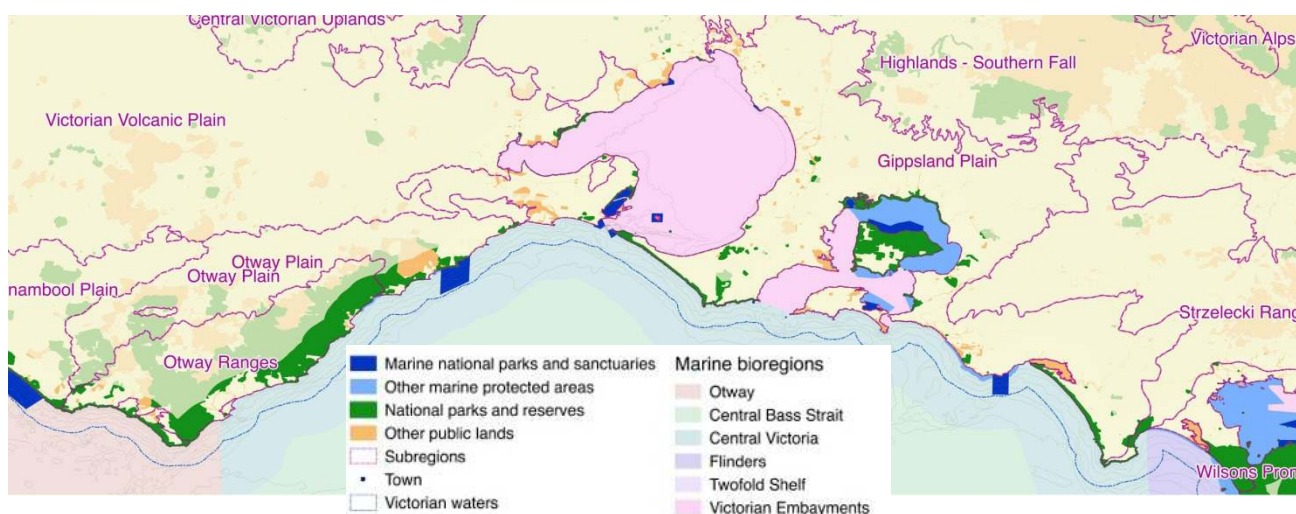 Central Victorian Uplands
Victorian Alps
Highlands - Southern Fall
Victorian Volcanic Plain
Gippsland Plain
Otway Plain
Otway Plain
nambool Plain
Strzelecki Rang
Otway Ranges
Wilsons Prom
Marine national parks and sanctuaries
Other marine protected areas
National parks and reserves
Other public lands
Subregions
Town
Victorian waters
Marine bioregions
Otway
Central Bass Strait
Central Victoria
Flinders
Twofold Shelf
Victorian Embayments